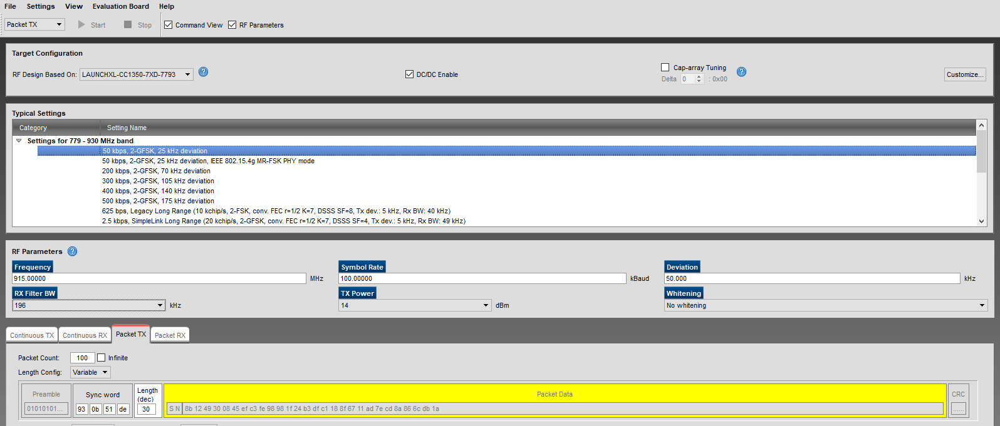 File Settings View Evaluation Board Help
Packet TX Start Stop Command View RF Parameters
Target Configuration
RF Design Based On: LAUNCHXL-CC1350-7XD-7793 ? DC/DC Enable Cap-array Tuning ? Customize...
Delta 0 : 0x00
Typical Settings
Category Setting Name
Settings for 779 - 930 MHz band
50 kbps, 2-GFSK, 25 kHz deviation
50 kbps, 2-GFSK, 25 kHz deviation, IEEE 802.15.4g MR-FSK PHY mode
200 kbps, 2-GFSK, 70 kHz deviation
300 kbps, 2-GFSK, 105 kHz deviation
400 kbps, 2-GFSK, 140 kHz deviation
500 kbps, 2-GFSK, 175 kHz deviation
625 bps, Legacy Long Range (10 kchip/s, 2-FSK, conv. FEC r=1/2 K=7, DSSS SF=8, Tx dev.: 5 kHz, Rx BW: 40 kHz)
2.5 kbps, SimpleLink Long Range (20 kchip/s, 2-GFSK, conv. FEC r=1/2 K=7, DSSS SF=4, Tx dev.: 5 kHz, Rx BW: 49 kHz)
RF Parameters ?
Frequency Symbol Rate Deviation
915.00000 MHz 100.00000 kBaud 50.000 kHz
RX Filter BW TX Power Whitening
196 kHz 14 dBm No whitening
Continuous TX Continuous RX Packet TX Packet RX
Packet Count: 100 Infinite
Length Config: Variable
Preamble Sync word Length (dec) Packet Data CRC
01010101... 93 0b 51 de 30 S N 8b 12 49 30 08 45 ef c3 fe 98 98 1f 24 b3 df c1 18 8f 67 11 ad 7e cd 8a 86 6c db 1a ......